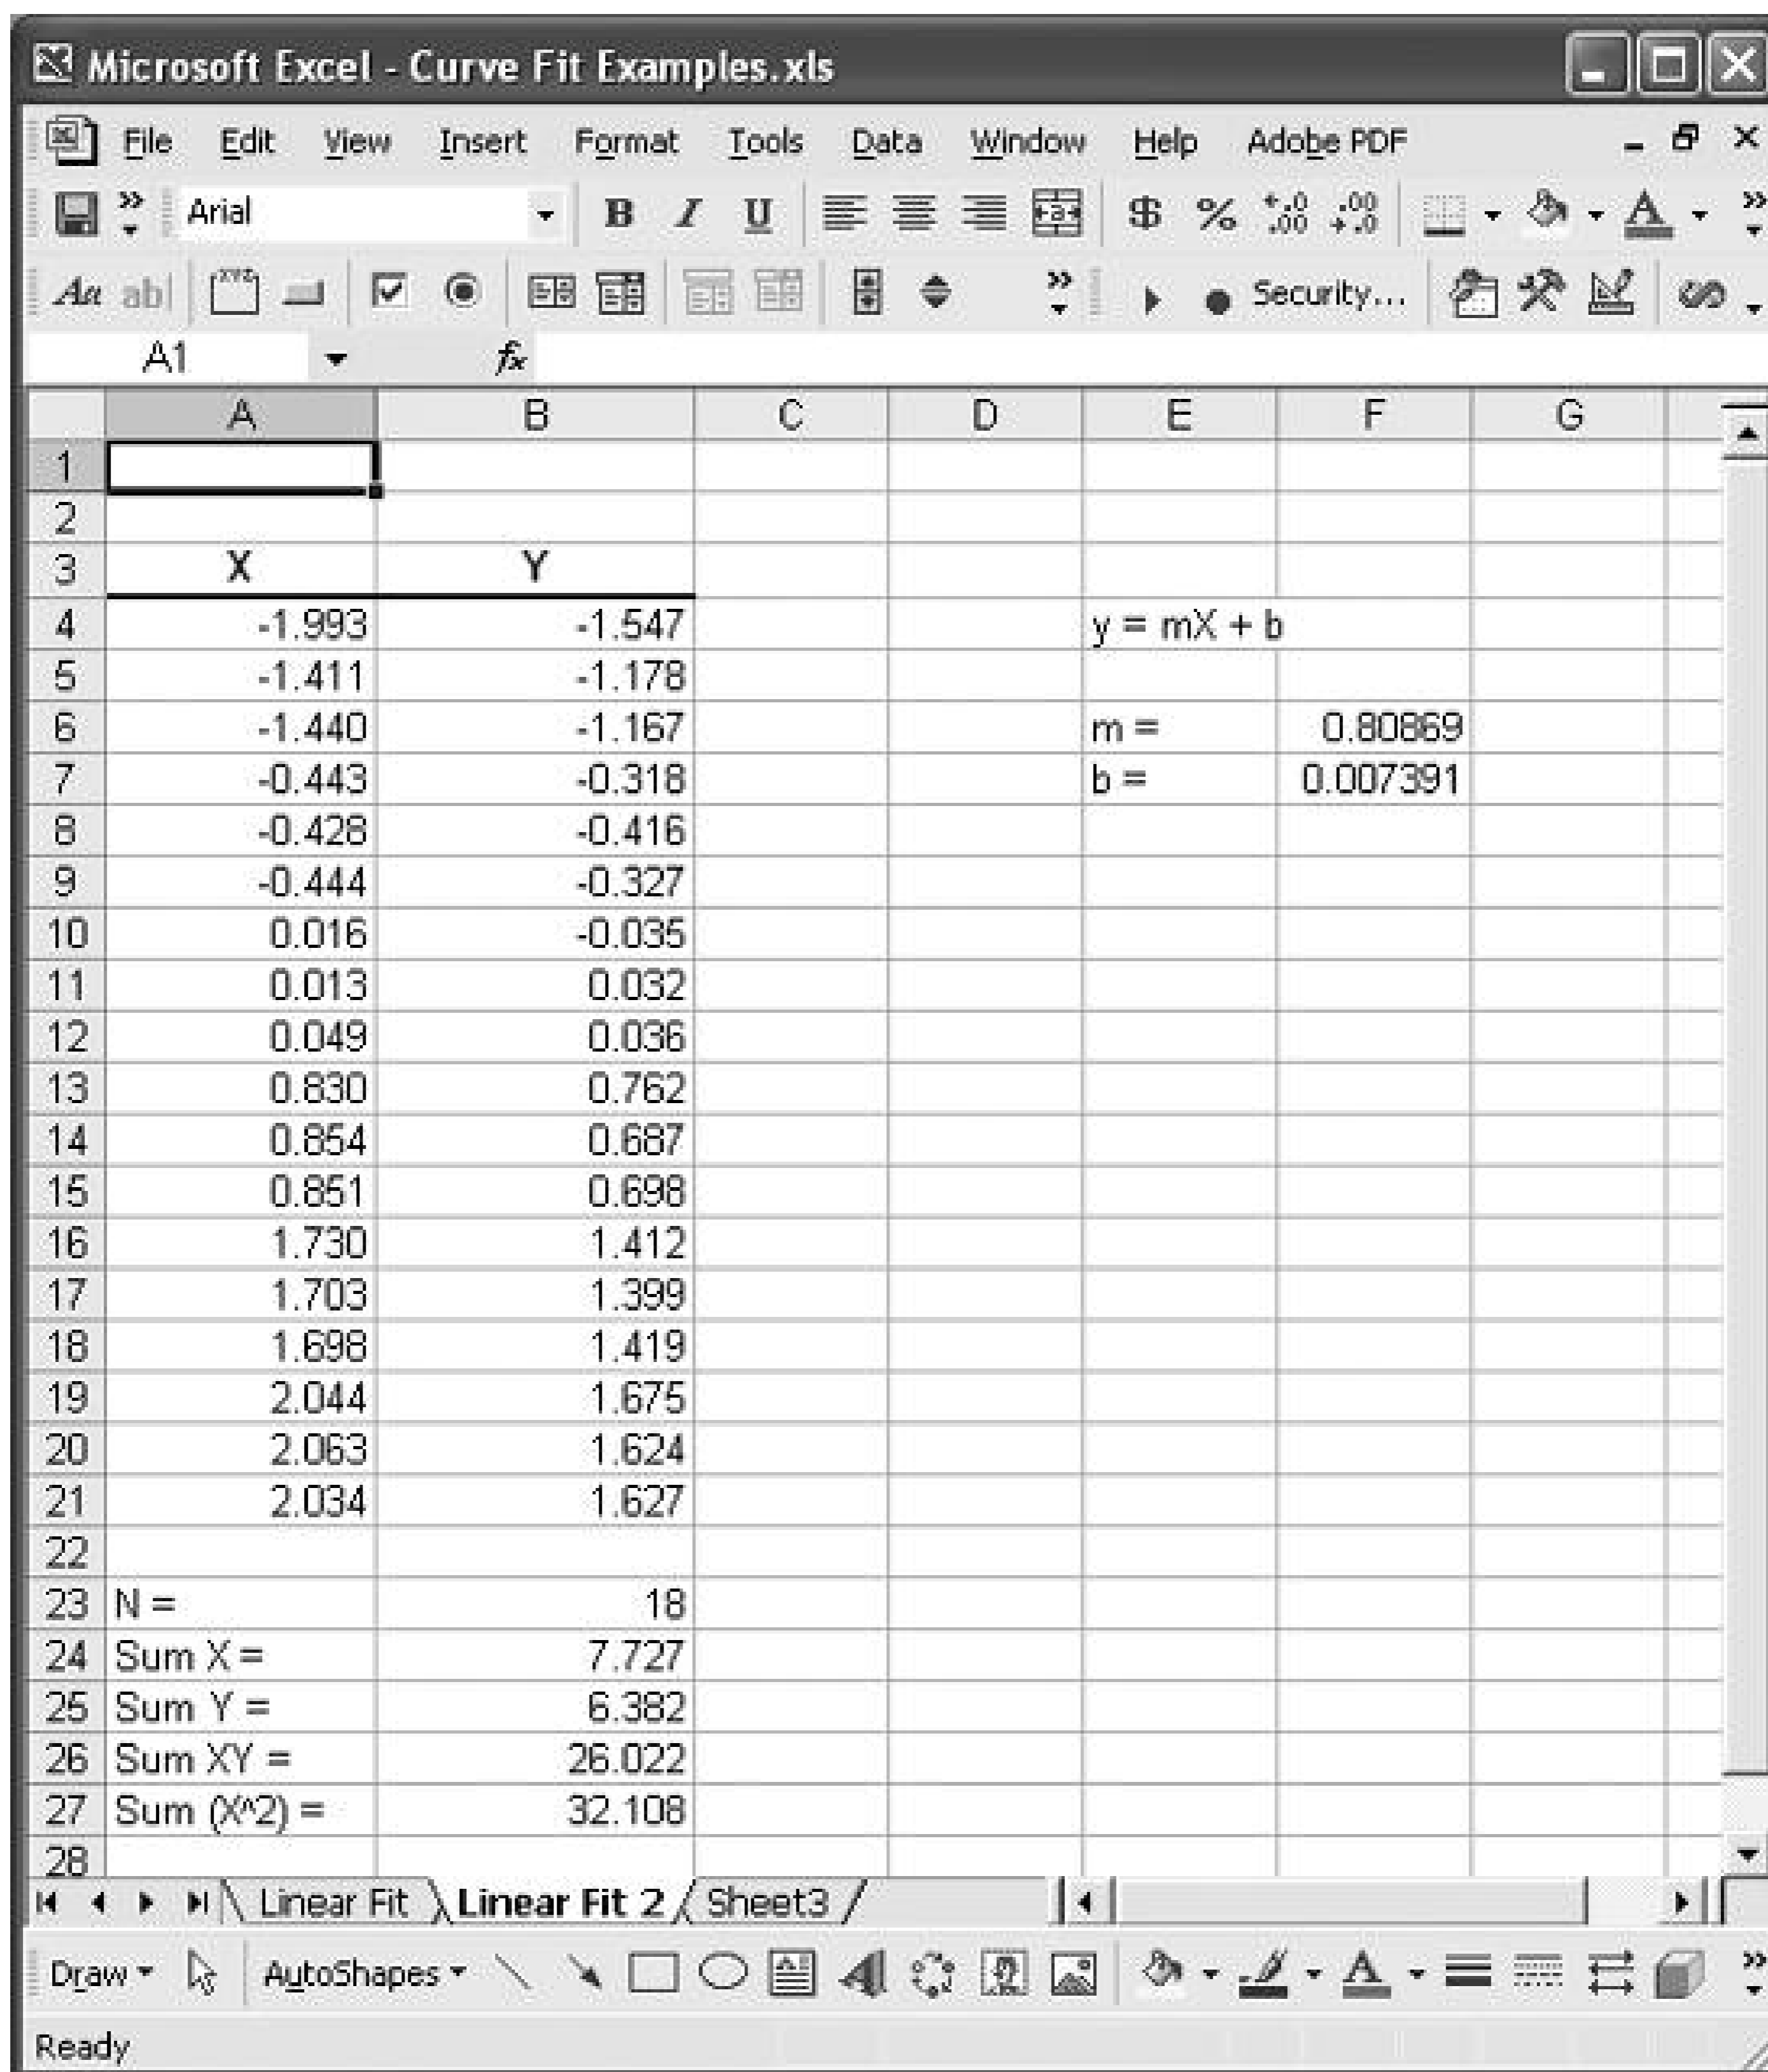 Microsoft Excel - Curve Fit Examples.xls
File Edit View Insert Format Tools Data Window Help Adobe PDF
Arial B I U $ % +.0 .00 .00 +.0 A
Aa ab| xyz Security...
A1 fx
A B C D E F G
1
2
3 X Y
4 -1.993 -1.547 y = mX + b
5 -1.411 -1.178
6 -1.440 -1.167 m = 0.80869
7 -0.443 -0.318 b = 0.007391
8 -0.428 -0.416
9 -0.444 -0.327
10 0.016 -0.035
11 0.013 0.032
12 0.049 0.036
13 0.830 0.762
14 0.854 0.687
15 0.851 0.698
16 1.730 1.412
17 1.703 1.399
18 1.698 1.419
19 2.044 1.675
20 2.063 1.624
21 2.034 1.627
22
23 N = 18
24 Sum X = 7.727
25 Sum Y = 6.382
26 Sum XY = 26.022
27 Sum (X^2) = 32.108
28
Linear Fit Linear Fit 2 Sheet3
Draw AutoShapes A
Ready